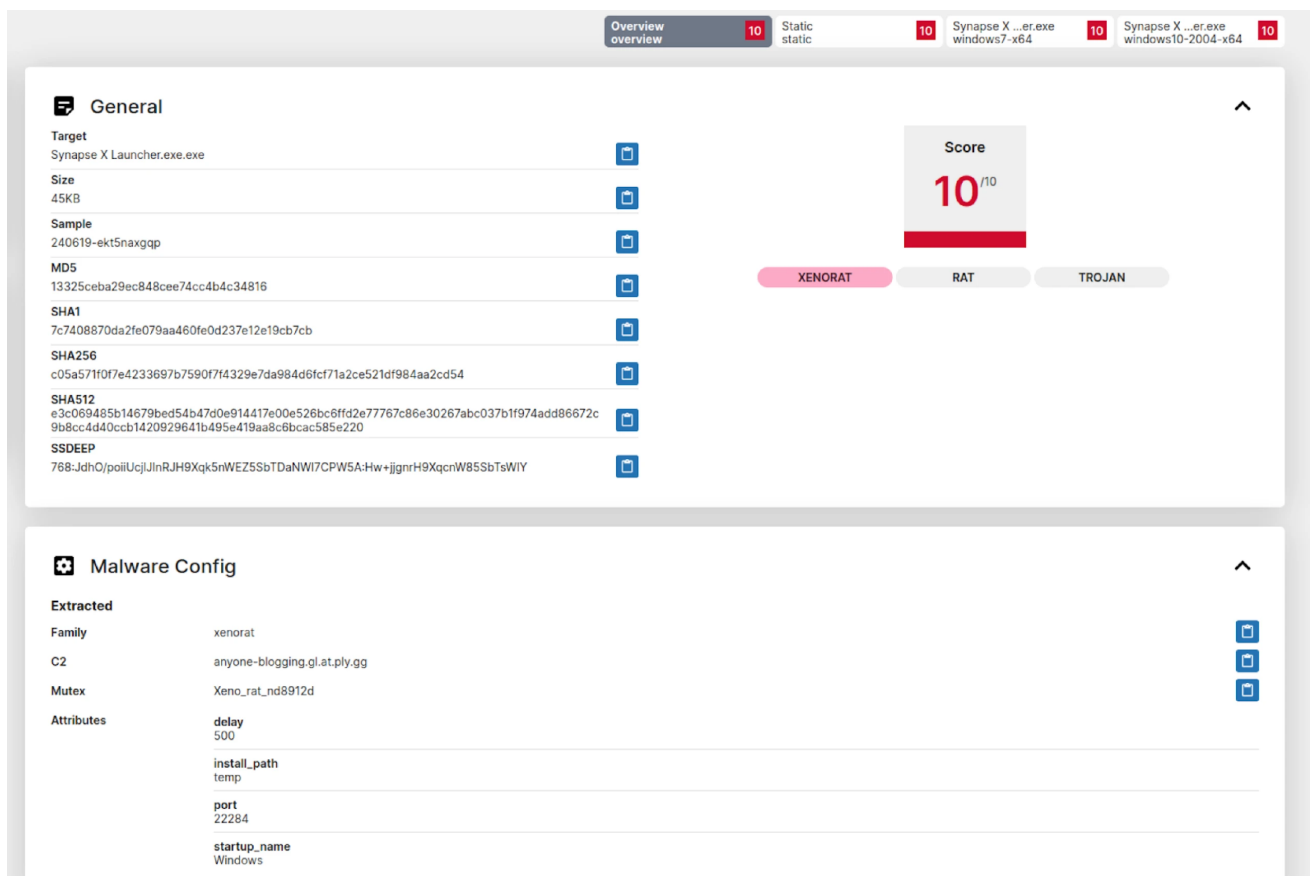 Overview
overview
10
Static
static
10
Synapse X ...er.exe
windows7-x64
10
Synapse X ...er.exe
windows10-2004-x64
10
General
Target
Synapse X Launcher.exe.exe
Size
45KB
Sample
240619-ekt5naxgqp
MD5
13325ceba29ec848cee74cc4b4c34816
SHA1
7c7408870da2fe079aa460fe0d237e12e19cb7cb
SHA256
c05a571f0f7e4233697b7590f7f4329e7da984d6fcf71a2ce521df984aa2cd54
SHA512
e3c069485b14679bed54b47d0e914417e00e526bc6ffd2e77767c86e30267abc037b1f974add86672c
9b8cc4d40ccb1420929641b495e419aa8c6bcac585e220
SSDEEP
768:JdhO/poiiUcjlJInRJH9Xqk5nWEZ5SbTDaNWI7CPW5A:Hw+jjgnrH9XqcnW85SbTsWIY
Score
10/10
XENORAT
RAT
TROJAN
Malware Config
Extracted
Family
xenorat
C2
anyone-blogging.gl.at.ply.gg
Mutex
Xeno_rat_nd8912d
Attributes
delay
500
install_path
temp
port
22284
startup_name
Windows